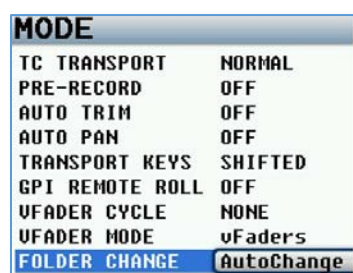 MODE
TC TRANSPORT NORMAL
PRE-RECORD OFF
AUTO TRIM OFF
AUTO PAN OFF
TRANSPORT KEYS SHIFTED
GPI REMOTE ROLL OFF
VFADER CYCLE NONE
VFADER MODE vFaders
FOLDER CHANGE AutoChange